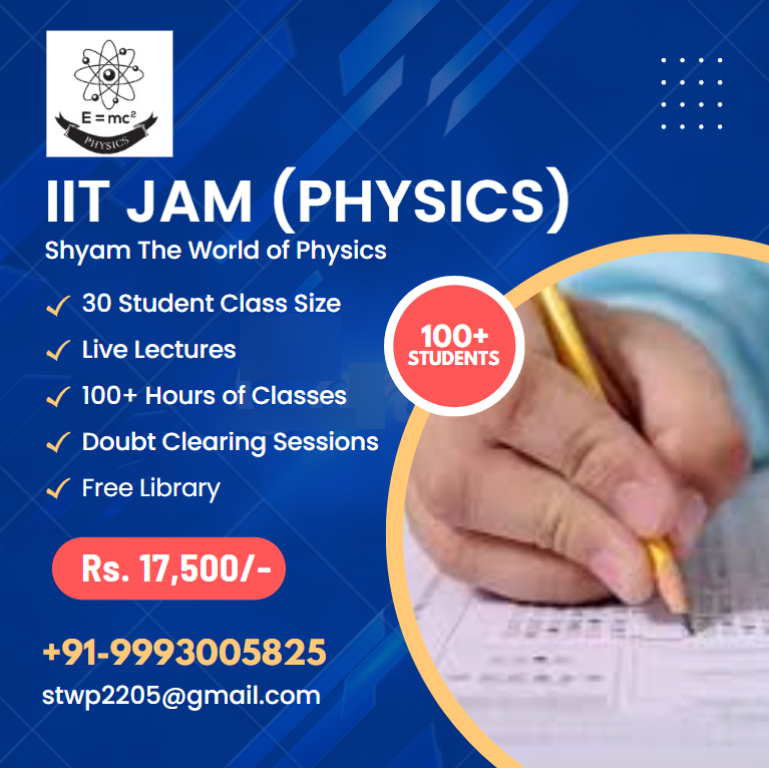 E = mc²
PHYSICS
IIT JAM (PHYSICS)
Shyam The World of Physics
30 Student Class Size
Live Lectures
100+ Hours of Classes
Doubt Clearing Sessions
Free Library
100+
STUDENTS
Rs. 17,500/-
+91-9993005825
stwp2205@gmail.com